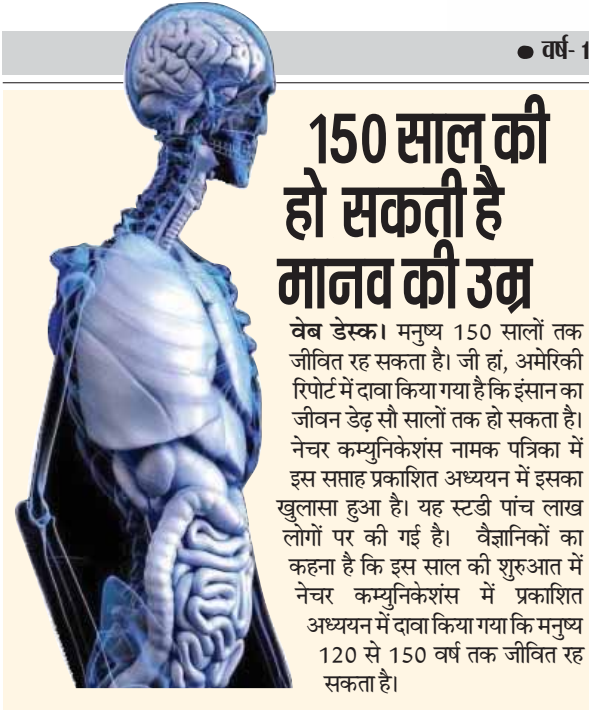 ● वर्ष- 1
150 साल की
हो सकती है
मानव की उम्र
वेब डेस्क। मनुष्य 150 सालों तक
जीवित रह सकता है। जी हां, अमेरिकी
रिपोर्ट में दावा किया गया है कि इंसान का
जीवन डेढ़ सौ सालों तक हो सकता है।
नेचर कम्युनिकेशंस नामक पत्रिका में
इस सप्ताह प्रकाशित अध्ययन में इसका
खुलासा हुआ है। यह स्टडी पांच लाख
लोगों पर की गई है। वैज्ञानिकों का
कहना है कि इस साल की शुरुआत में
नेचर कम्युनिकेशंस में प्रकाशित
अध्ययन में दावा किया गया कि मनुष्य
120 से 150 वर्ष तक जीवित रह
सकता है।